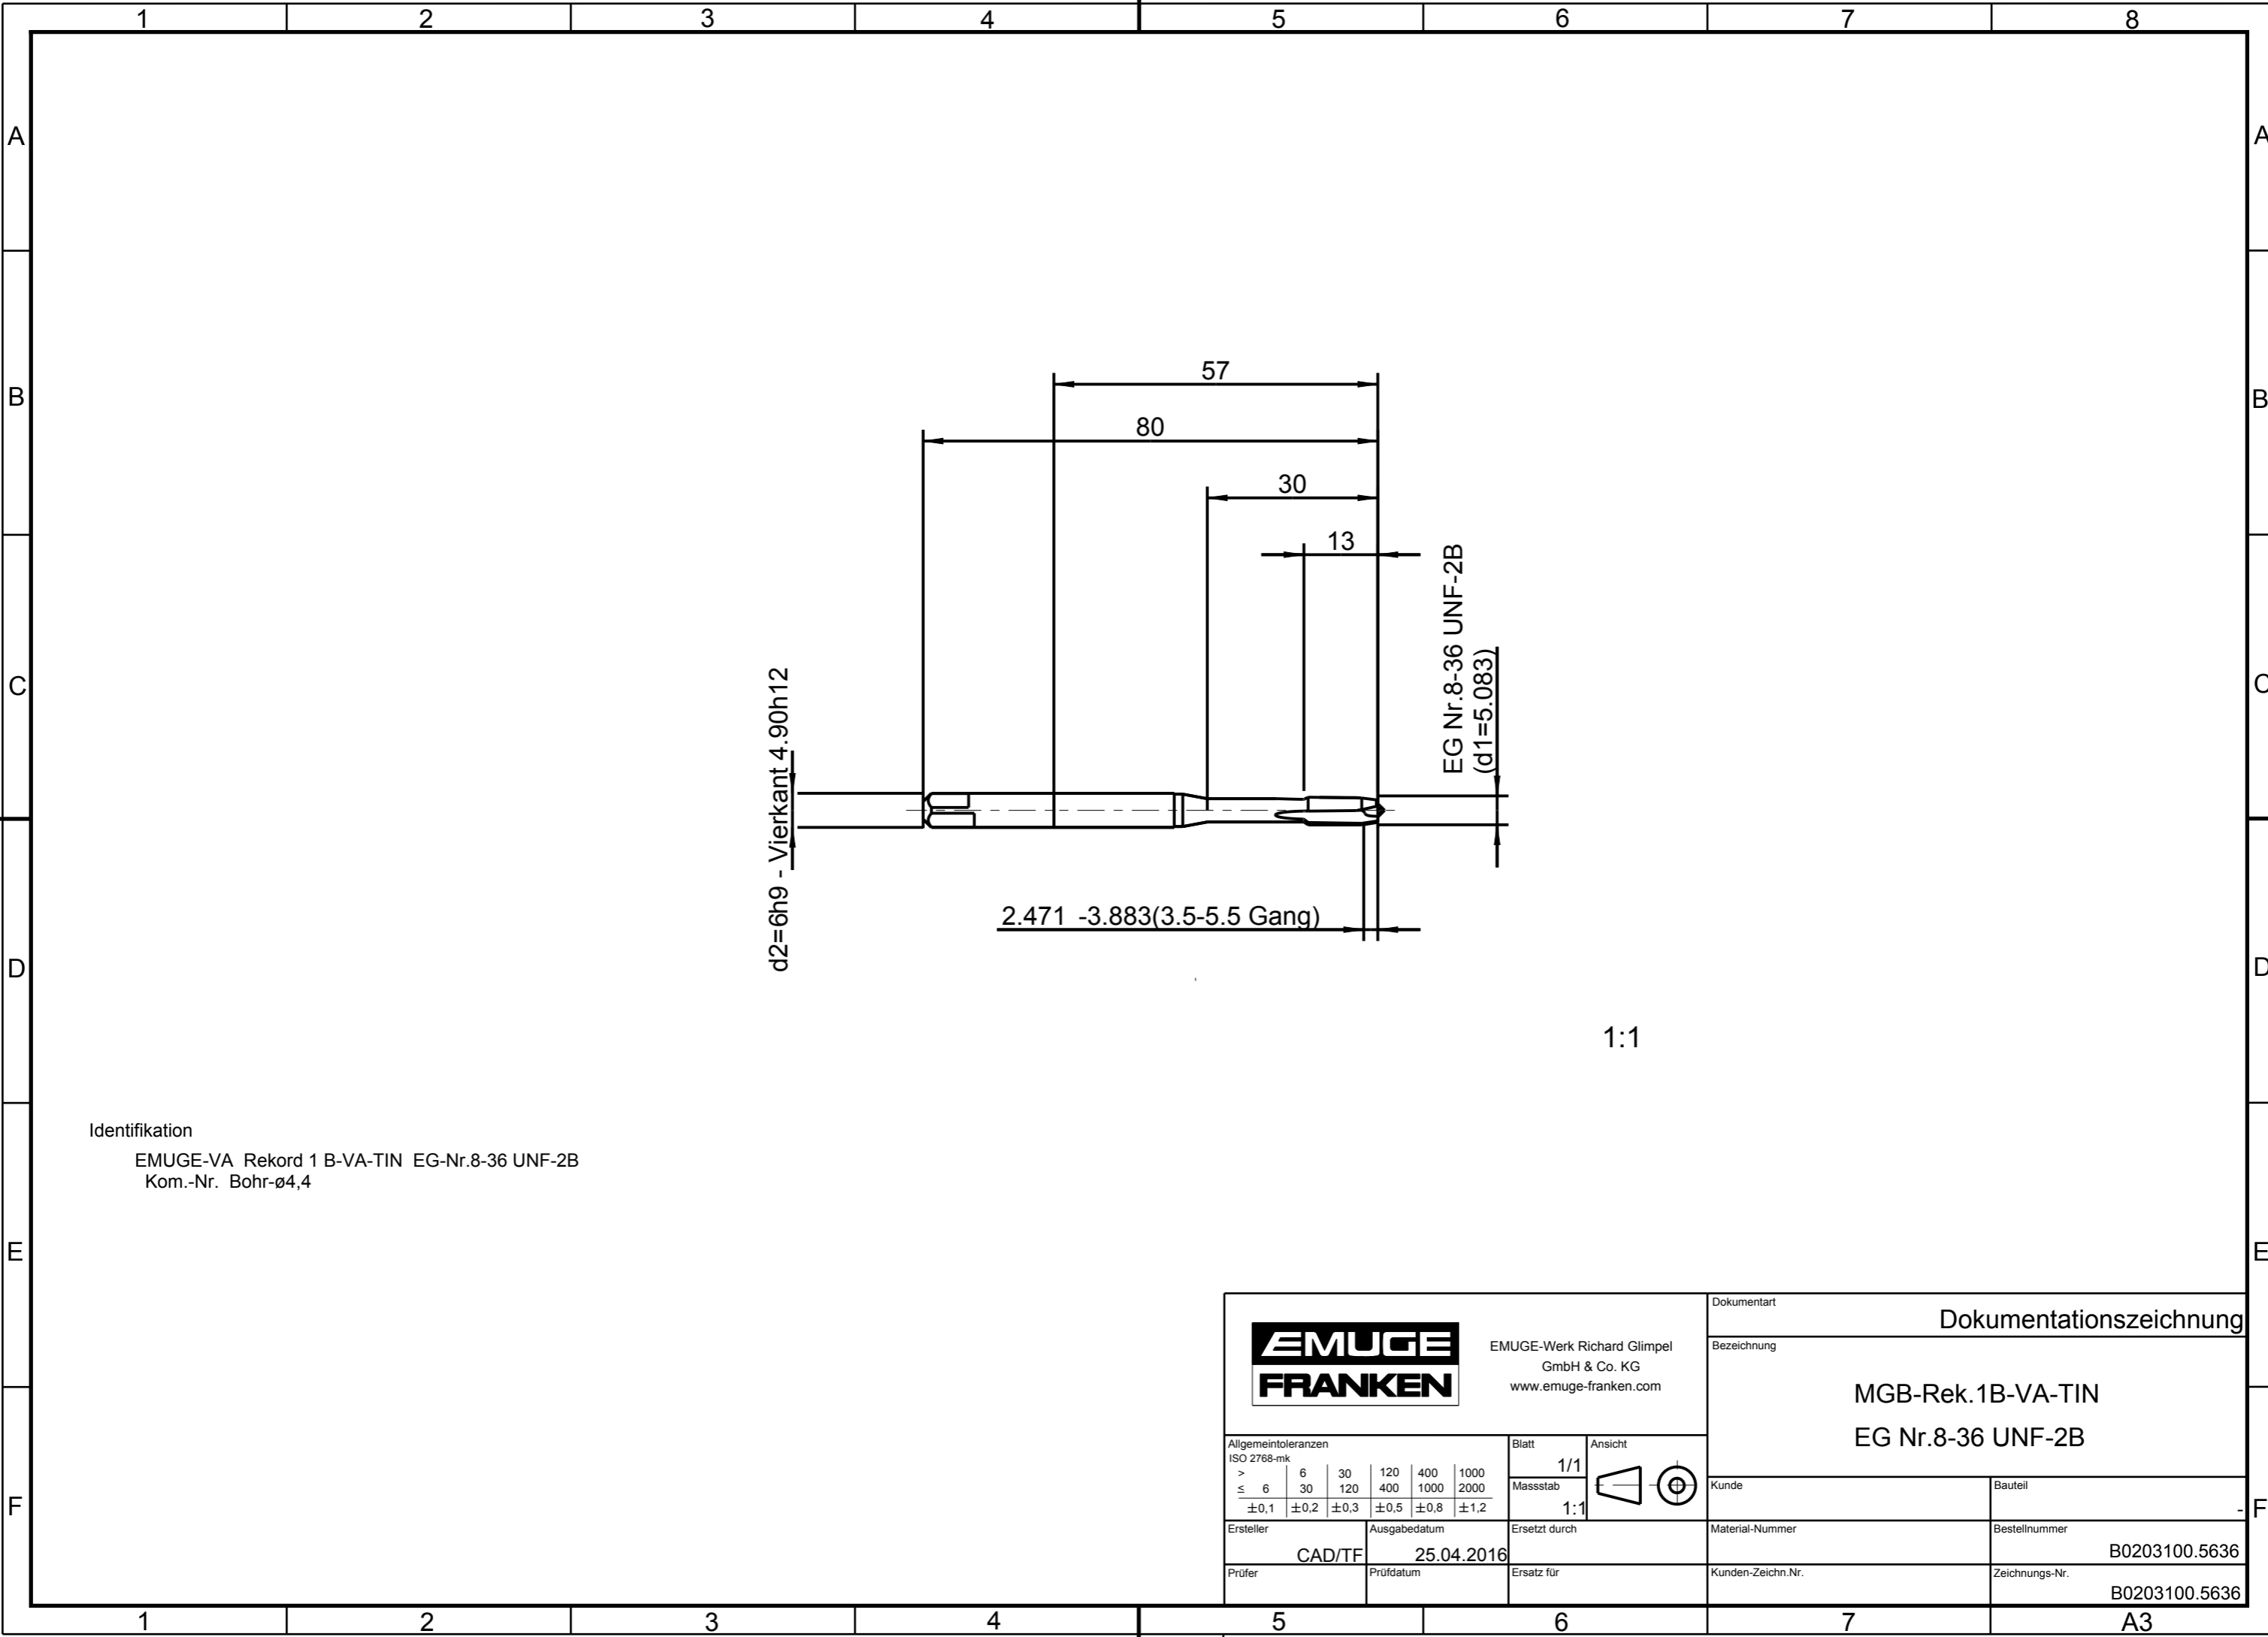 1 2 3 4 5 6 7 8
A A
B B
C C
D D
E E
F F
57
80
30
13
EG Nr.8-36 UNF-2B
(d1=5.083)
d2=6h9 - Vierkant 4.90h12
2.471 -3.883(3.5-5.5 Gang)
1:1
Identifikation
EMUGE-VA Rekord 1 B-VA-TIN EG-Nr.8-36 UNF-2B
Kom.-Nr. Bohr-ø4,4
EMUGE
FRANKEN
EMUGE-Werk Richard Glimpel
GmbH & Co. KG
www.emuge-franken.com
Dokumentart
Dokumentationszeichnung
Bezeichnung
MGB-Rek.1B-VA-TIN
EG Nr.8-36 UNF-2B
Allgemeintoleranzen
ISO 2768-mk
> 6 30 120 400 1000
≤ 6 30 120 400 1000 2000
±0,1 ±0,2 ±0,3 ±0,5 ±0,8 ±1,2
Blatt
1/1
Ansicht
Massstab
1:1
Kunde
Bauteil
-
Ersteller
CAD/TF
Ausgabedatum
25.04.2016
Ersetzt durch
Material-Nummer
Bestellnummer
B0203100.5636
Prüfer
Prüfdatum
Ersatz für
Kunden-Zeichn.Nr.
Zeichnungs-Nr.
B0203100.5636
1 2 3 4 5 6 7 A3